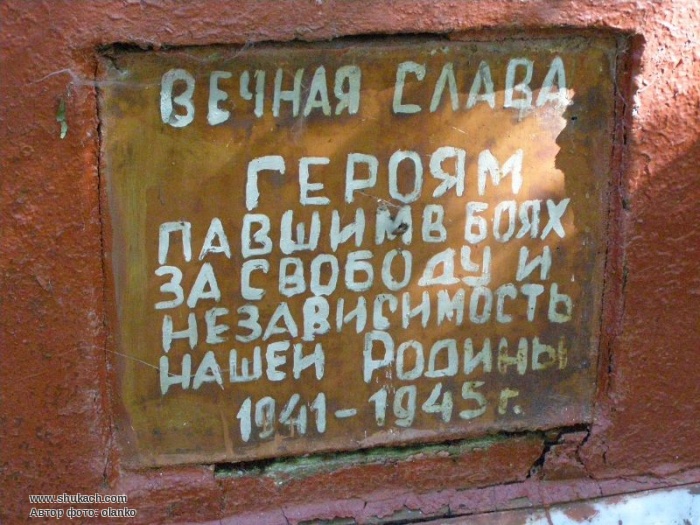 ВЕЧНАЯ СЛАВА
ГЕРОЯМ
ПАВШИМ В БОЯХ
ЗА СВОБОДУ И
НЕЗАВИСИМОСТЬ
НАШЕЙ РОДИНЫ
1941-1945 г.
www.shukach.com
Автор фото: olanko